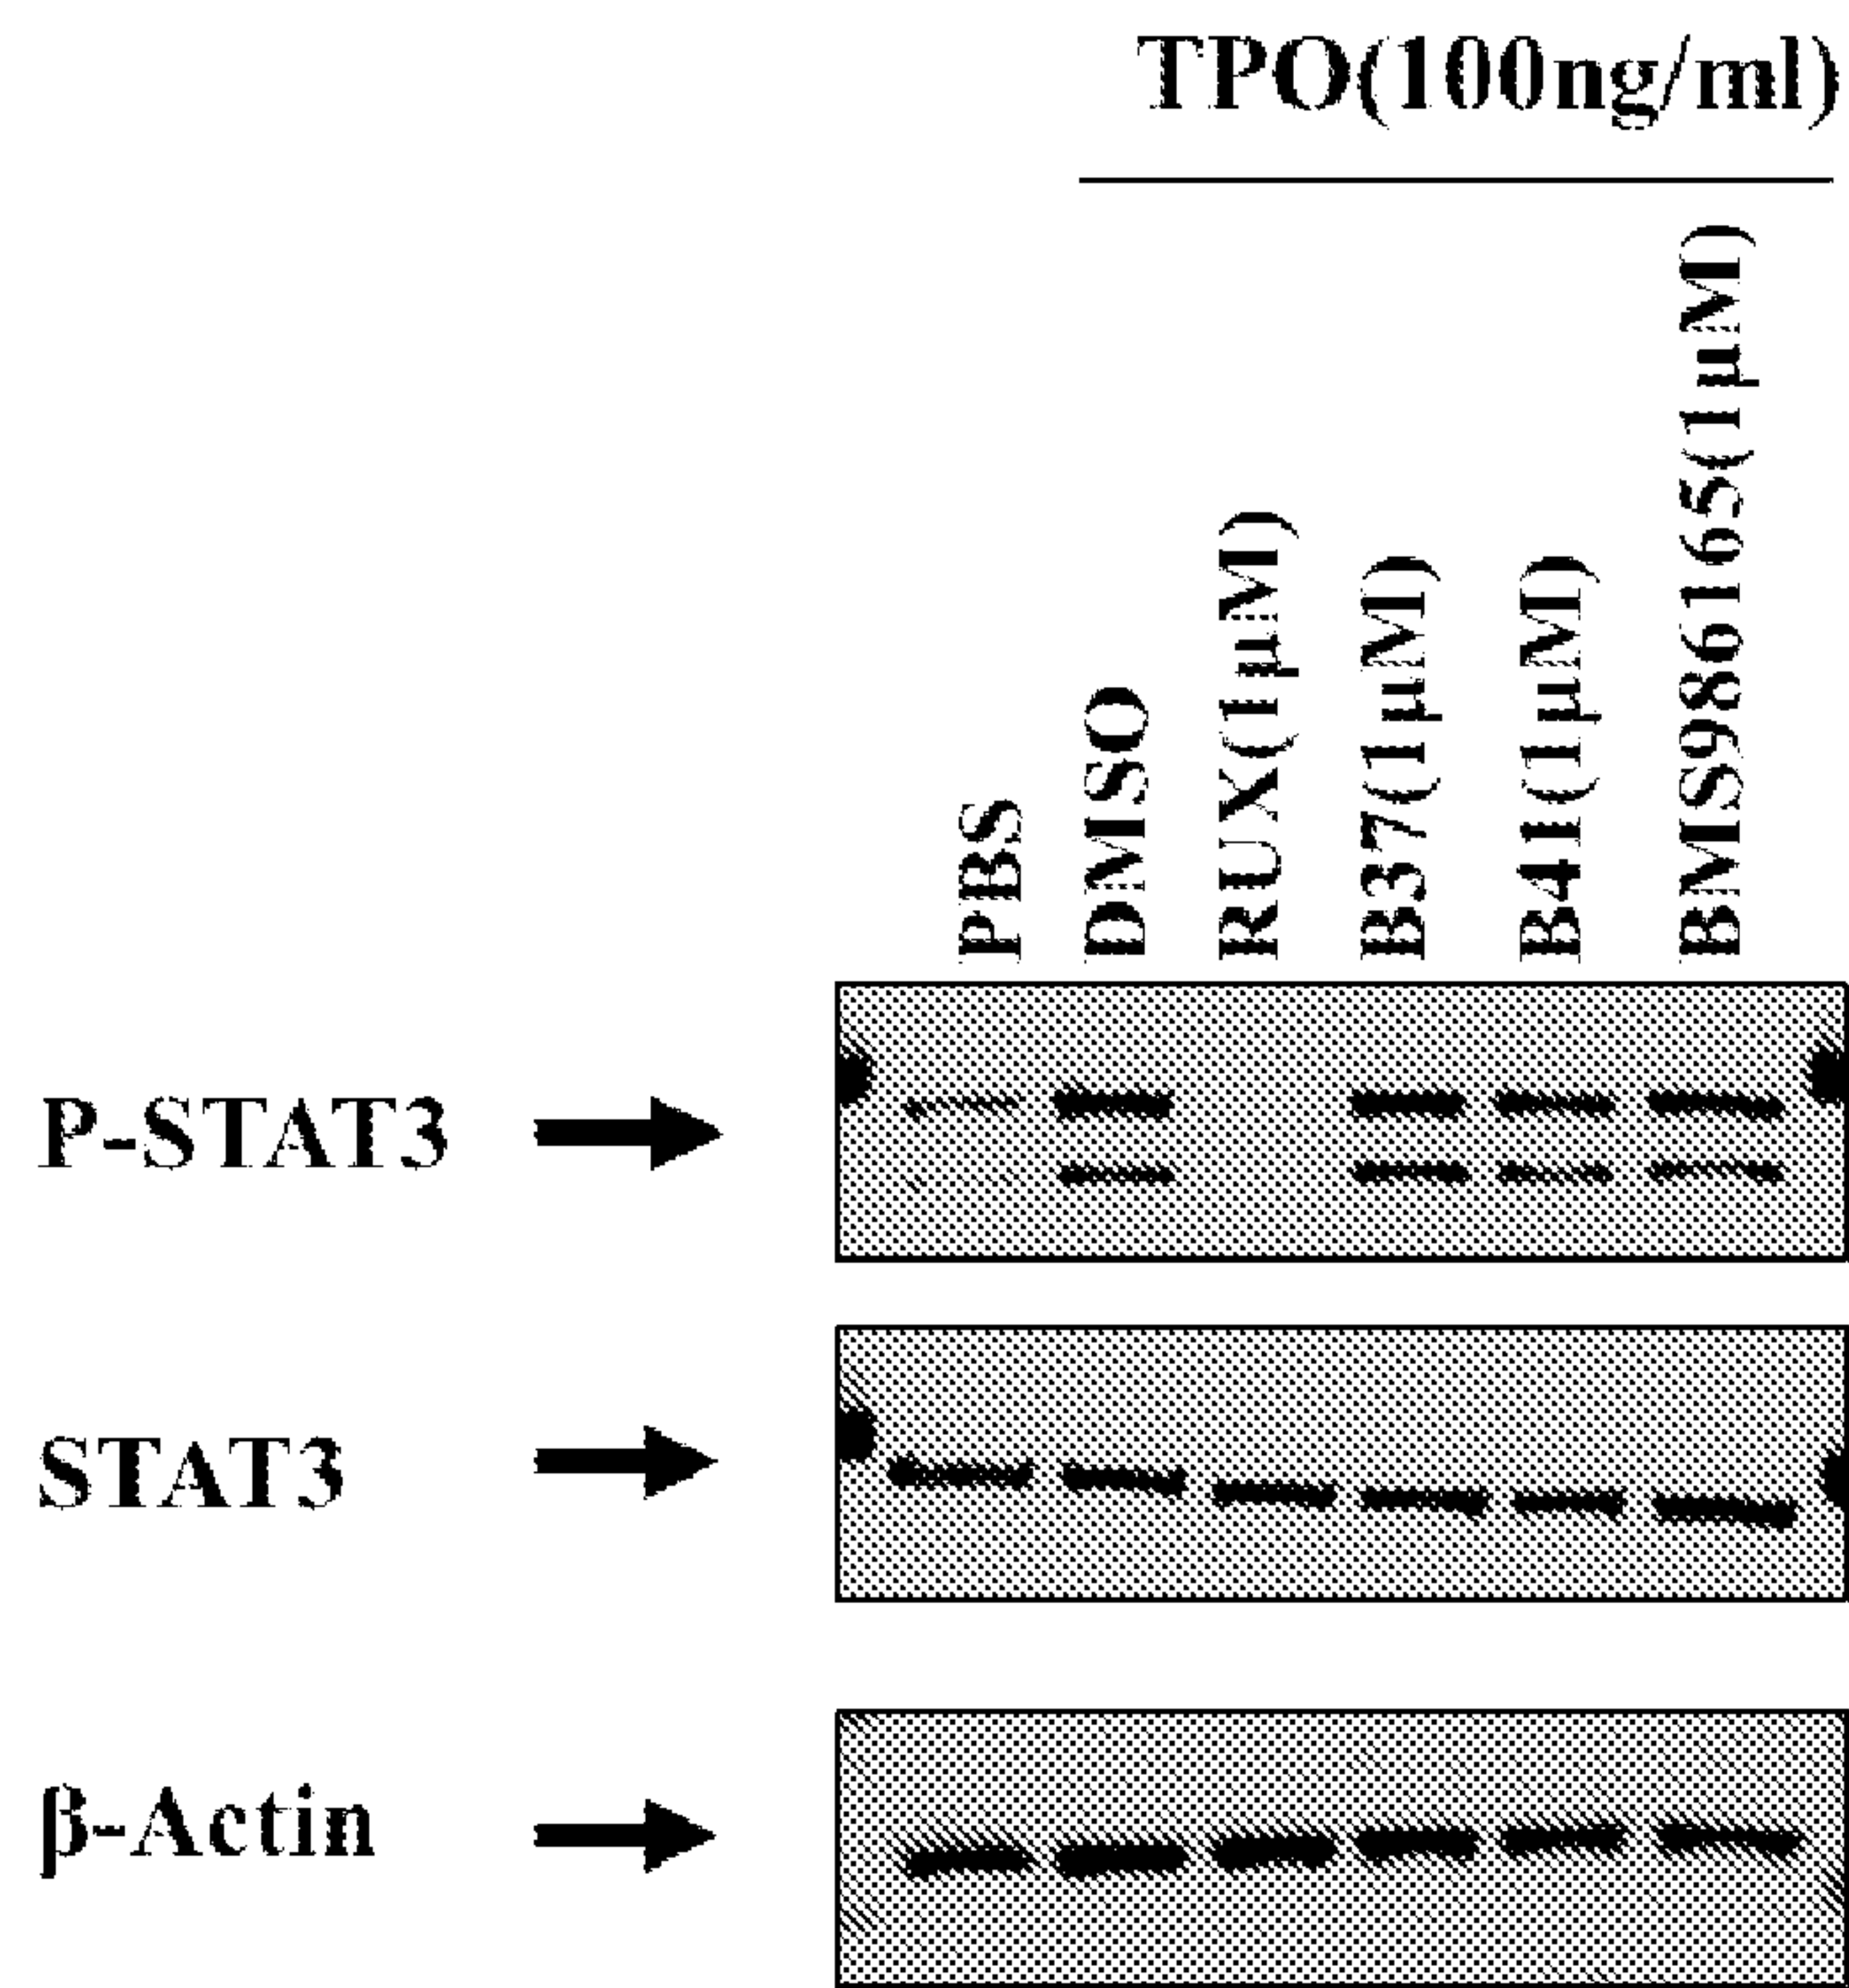 TPO(100ng/ml)
PBS
DMSO
RUX(1μM)
B37(1μM)
B41(1μM)
BMS986165(1μM)
P-STAT3
STAT3
β-Actin